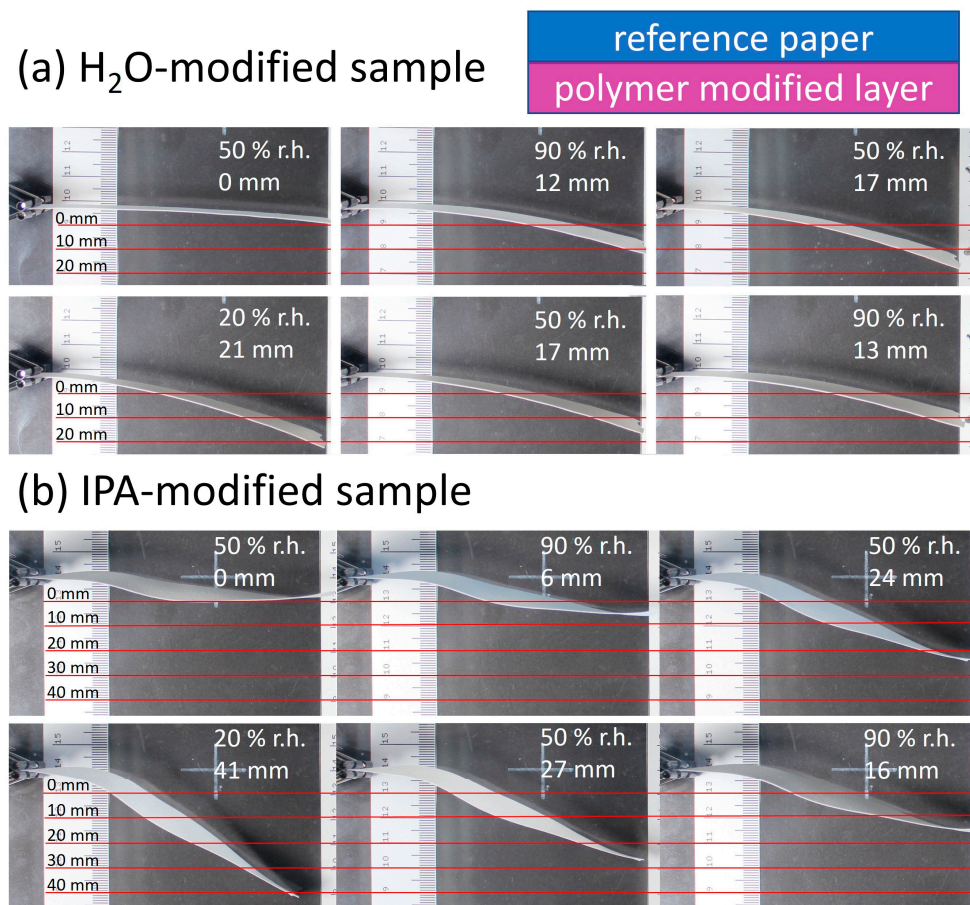 (a) H₂O-modified sample
reference paper
polymer modified layer
50 % r.h.
0 mm
0 mm
10 mm
20 mm
90 % r.h.
12 mm
50 % r.h.
17 mm
20 % r.h.
21 mm
0 mm
10 mm
20 mm
50 % r.h.
17 mm
90 % r.h.
13 mm
(b) IPA-modified sample
50 % r.h.
0 mm
0 mm
10 mm
20 mm
30 mm
40 mm
90 % r.h.
6 mm
50 % r.h.
24 mm
20 % r.h.
41 mm
0 mm
10 mm
20 mm
30 mm
40 mm
50 % r.h.
27 mm
90 % r.h.
16 mm